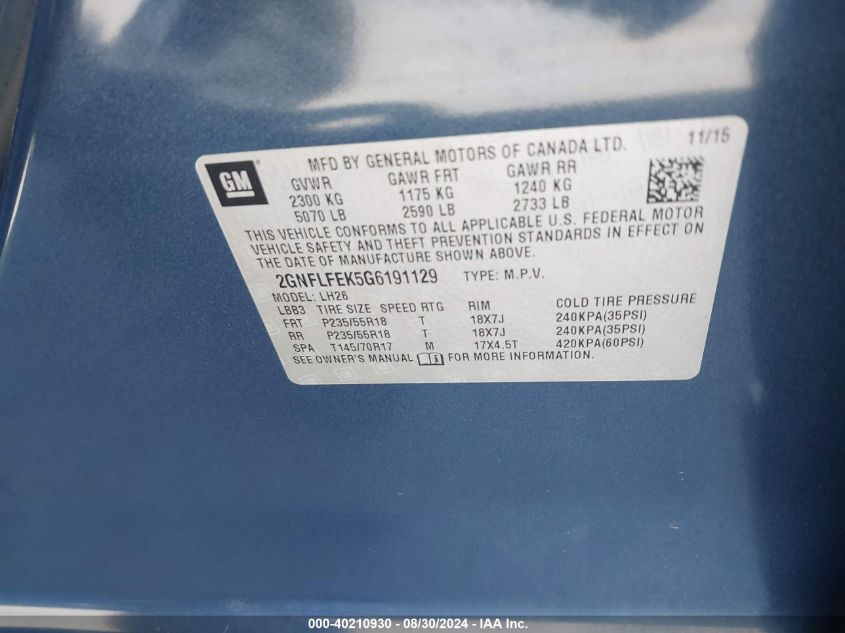 GM
MFD BY GENERAL MOTORS OF CANADA LTD. 11/15
GVWR GAWR FRT GAWR RR
2300 KG 1175 KG 1240 KG
5070 LB 2590 LB 2733 LB
THIS VEHICLE CONFORMS TO ALL APPLICABLE U.S. FEDERAL MOTOR
VEHICLE SAFETY AND THEFT PREVENTION STANDARDS IN EFFECT ON
THE DATE OF MANUFACTURE SHOWN ABOVE.
2GNFLFEK5G6191129 TYPE: M.P.V.
MODEL: LH26
LBB3 TIRE SIZE SPEED RTG RIM COLD TIRE PRESSURE
FRT P235/55R18 T 18X7J 240KPA(35PSI)
RR P235/55R18 T 18X7J 240KPA(35PSI)
SPA T145/70R17 M 17X4.5T 420KPA(60PSI)
SEE OWNER'S MANUAL FOR MORE INFORMATION.
000-40210930 - 08/30/2024 - IAA Inc.